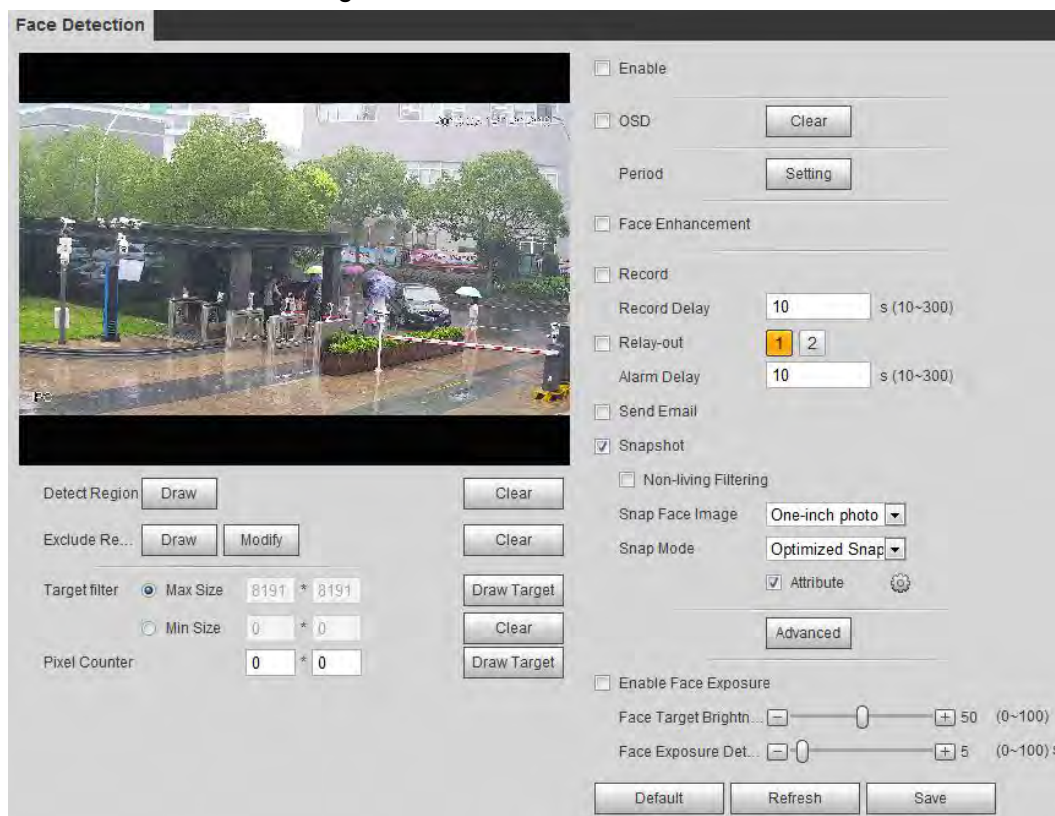 Face Detection
Enable
OSD Clear
Period Setting
Face Enhancement
Record
Record Delay 10 s (10~300)
Relay-out 1 2
Alarm Delay 10 s (10~300)
Send Email
Snapshot
Non-living Filtering
Snap Face Image One-inch photo
Snap Mode Optimized Snap
Attribute
Advanced
Enable Face Exposure
Face Target Brightn... 50 (0~100)
Face Exposure Det... 5 (0~100) s
Default Refresh Save
Detect Region Draw Clear
Exclude Re... Draw Modify Clear
Target filter Max Size 8191 * 8191 Draw Target
Min Size 0 * 0 Clear
Pixel Counter 0 * 0 Draw Target